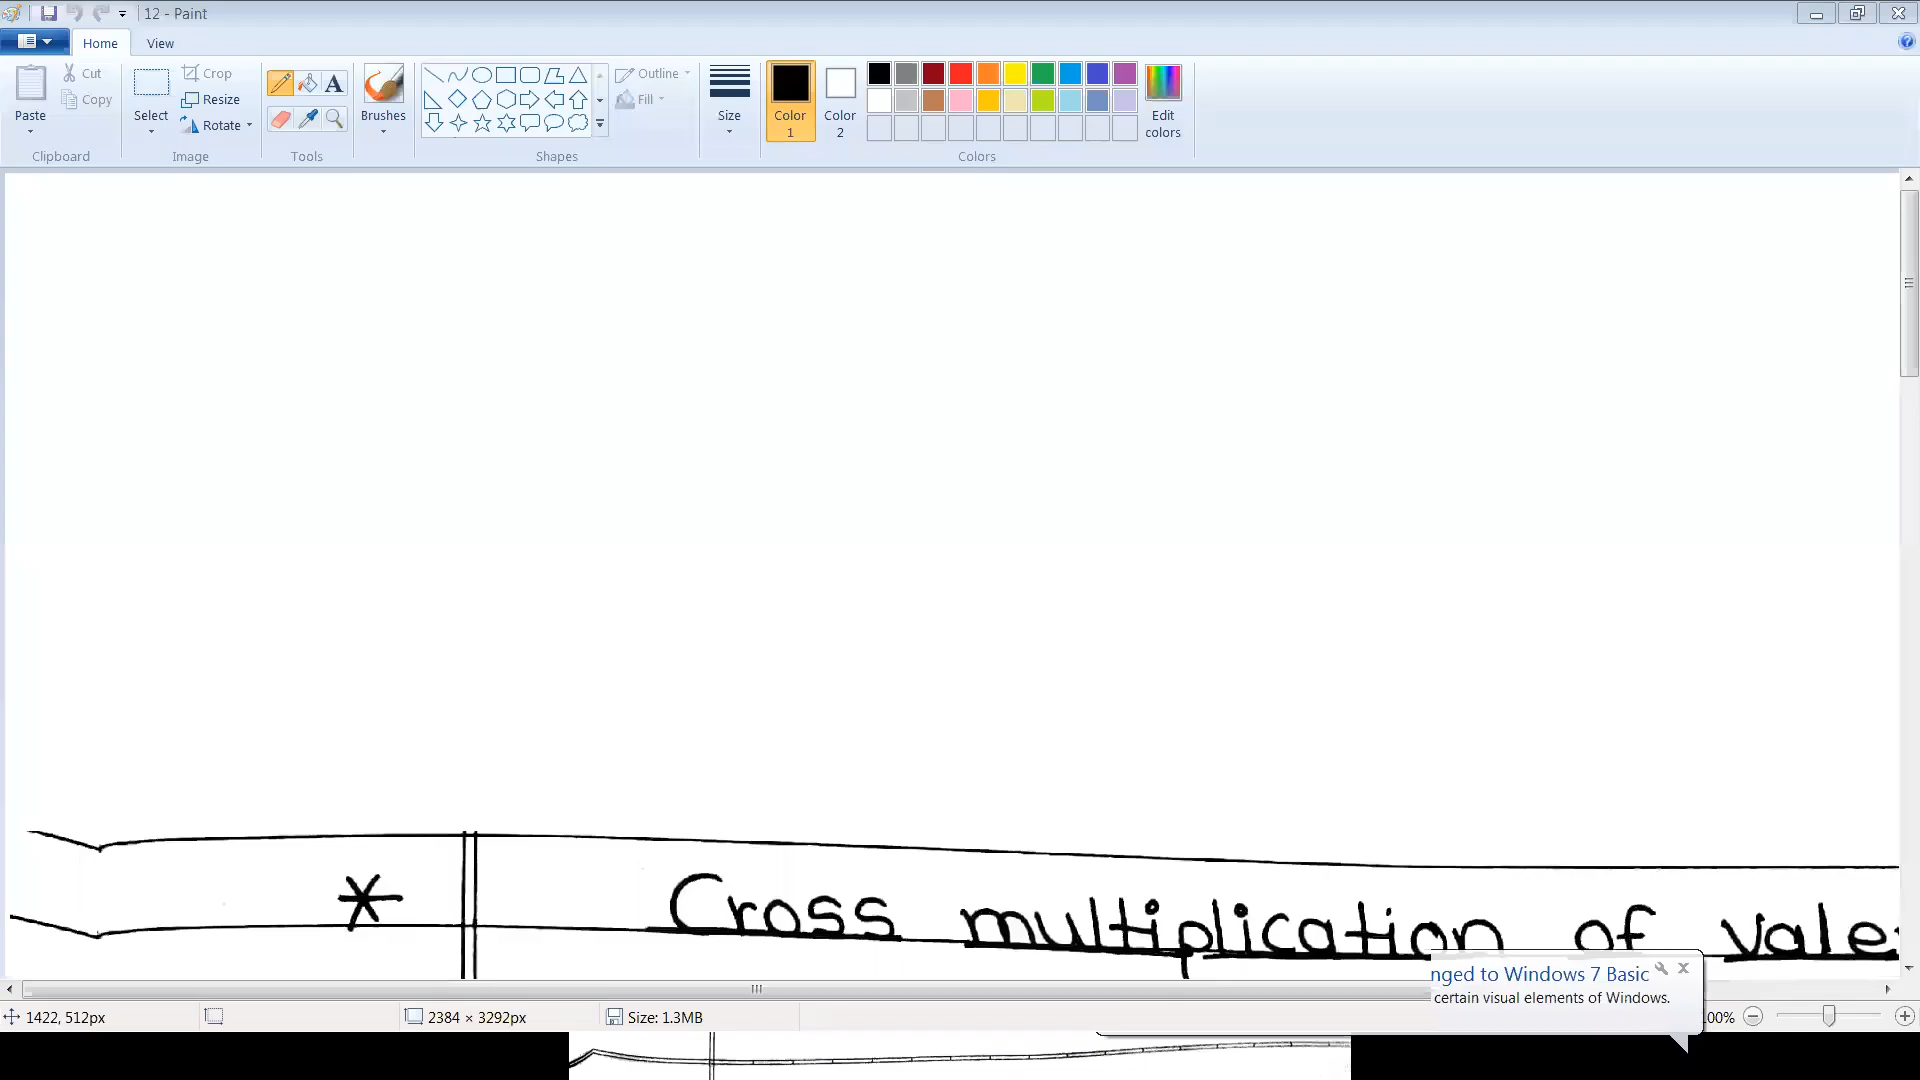 12 - Paint
Home
View
Paste
Cut
Copy
Clipboard
Select
Crop
Resize
Rotate
Image
Tools
Brushes
Shapes
Outline
Fill
Size
Color
1
Color
2
Edit
colors
Colors
* Cross multiplication of
nged to Windows 7 Basic
certain visual elements of Windows.
1422, 512px
2384 × 3292px
Size: 1.3MB
00%